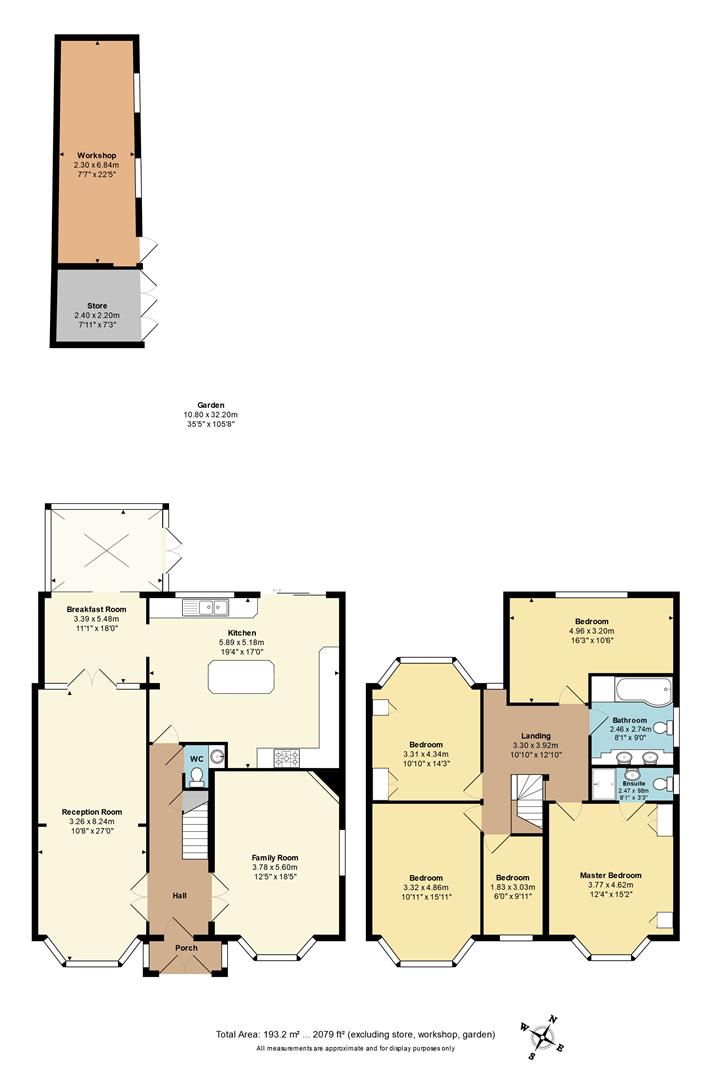 Workshop
2.30 x 6.84m
7'7" x 22'5"
Store
2.40 x 2.20m
7'11" x 7'3"
Garden
10.80 x 32.20m
35'5" x 105'8"
Breakfast Room
3.39 x 5.48m
11'1" x 18'0"
Kitchen
5.89 x 5.18m
19'4" x 17'0"
WC
Reception Room
3.26 x 8.24m
10'8" x 27'0"
Family Room
3.78 x 5.60m
12'5" x 18'5"
Hall
Porch
Bedroom
4.96 x 3.20m
16'3" x 10'6"
Bathroom
2.46 x 2.74m
8'1" x 9'0"
Landing
3.30 x 3.92m
10'10" x 12'10"
Bedroom
3.31 x 4.34m
10'10" x 14'3"
Ensuite
2.47 x 98m
8'1" x 3'3"
Bedroom
3.32 x 4.86m
10'11" x 15'11"
Bedroom
1.83 x 3.03m
6'0" x 9'11"
Master Bedroom
3.77 x 4.62m
12'4" x 15'2"
Total Area: 193.2 m² ... 2079 ft² (excluding store, workshop, garden)
All measurements are approximate and for display purposes only
N
W
E
S